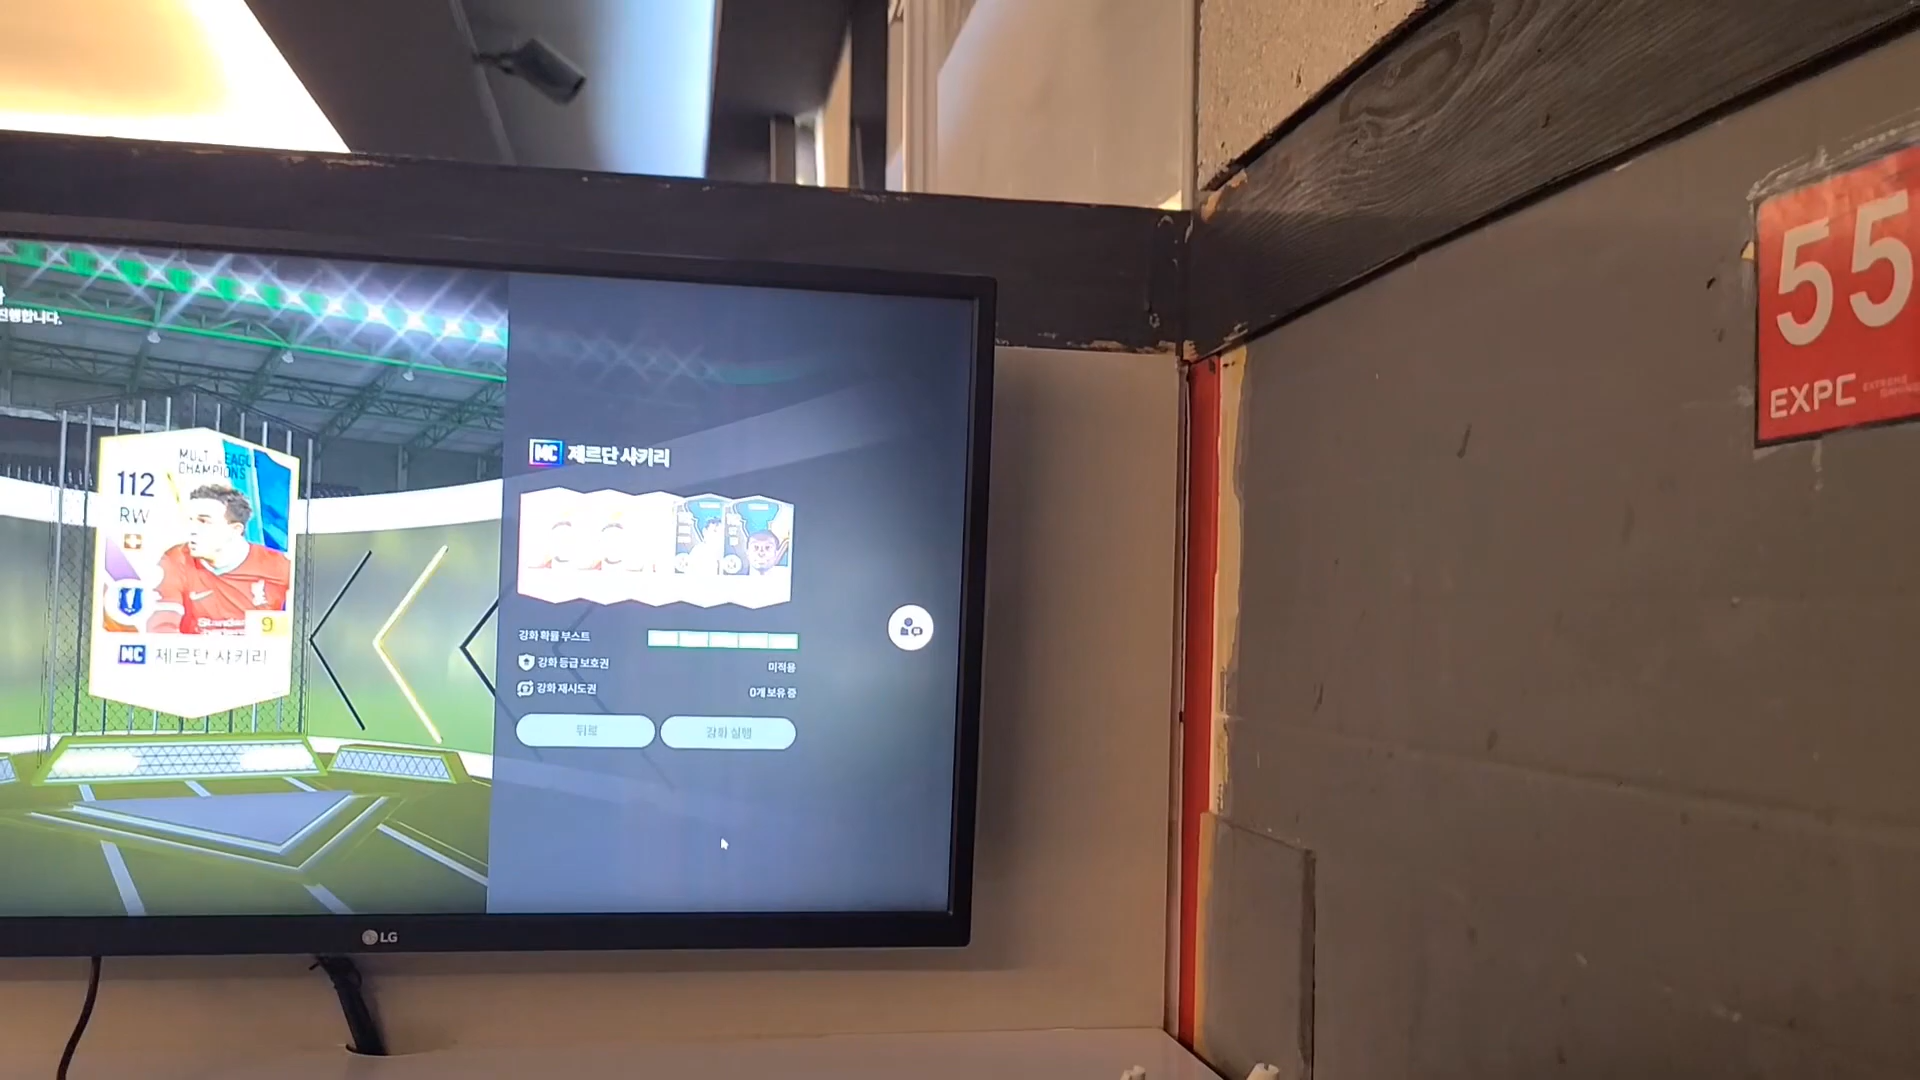 진행합니다.
MULTI LEAGUE
CHAMPIONS
112
RW
9
MC 제르단 샤키리
MC 제르단 샤키리
강화 확률 부스트
강화 등급 보호권
미적용
강화 재시도권
0개 보유 중
뒤로
강화 실행
LG
55
EXPC EXTREME
GAMING